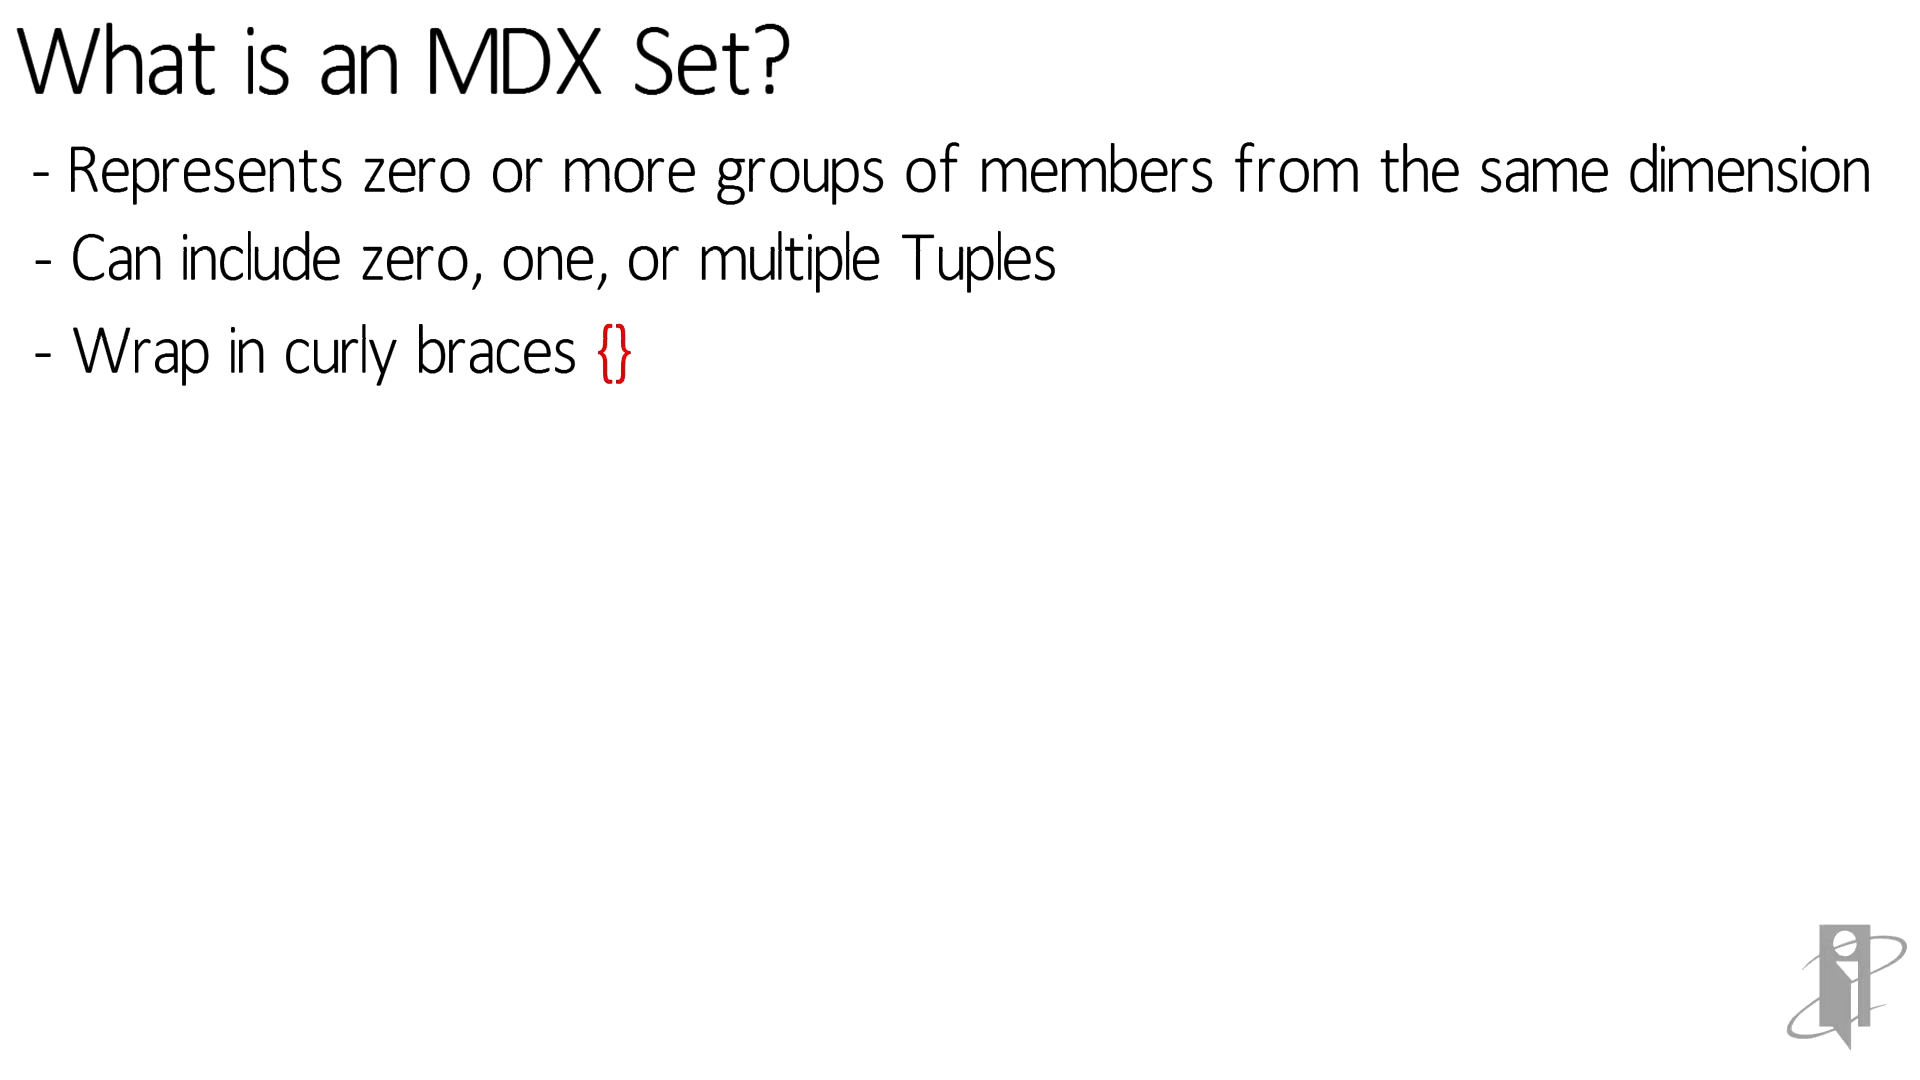 What is an MDX Set?
- Represents zero or more groups of members from the same dimension
- Can include zero, one, or multiple Tuples
- Wrap in curly braces {}